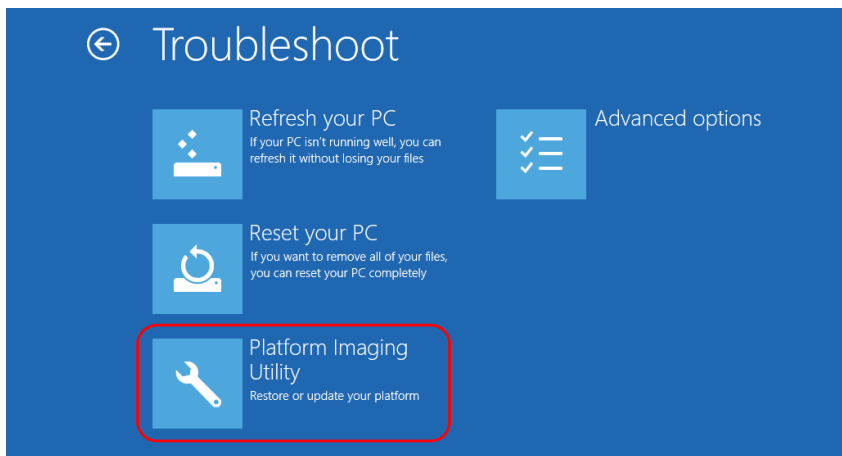 Troubleshoot
Refresh your PC
If your PC isn't running well, you can
refresh it without losing your files
Advanced options
Reset your PC
If you want to remove all of your files,
you can reset your PC completely
Platform Imaging
Utility
Restore or update your platform